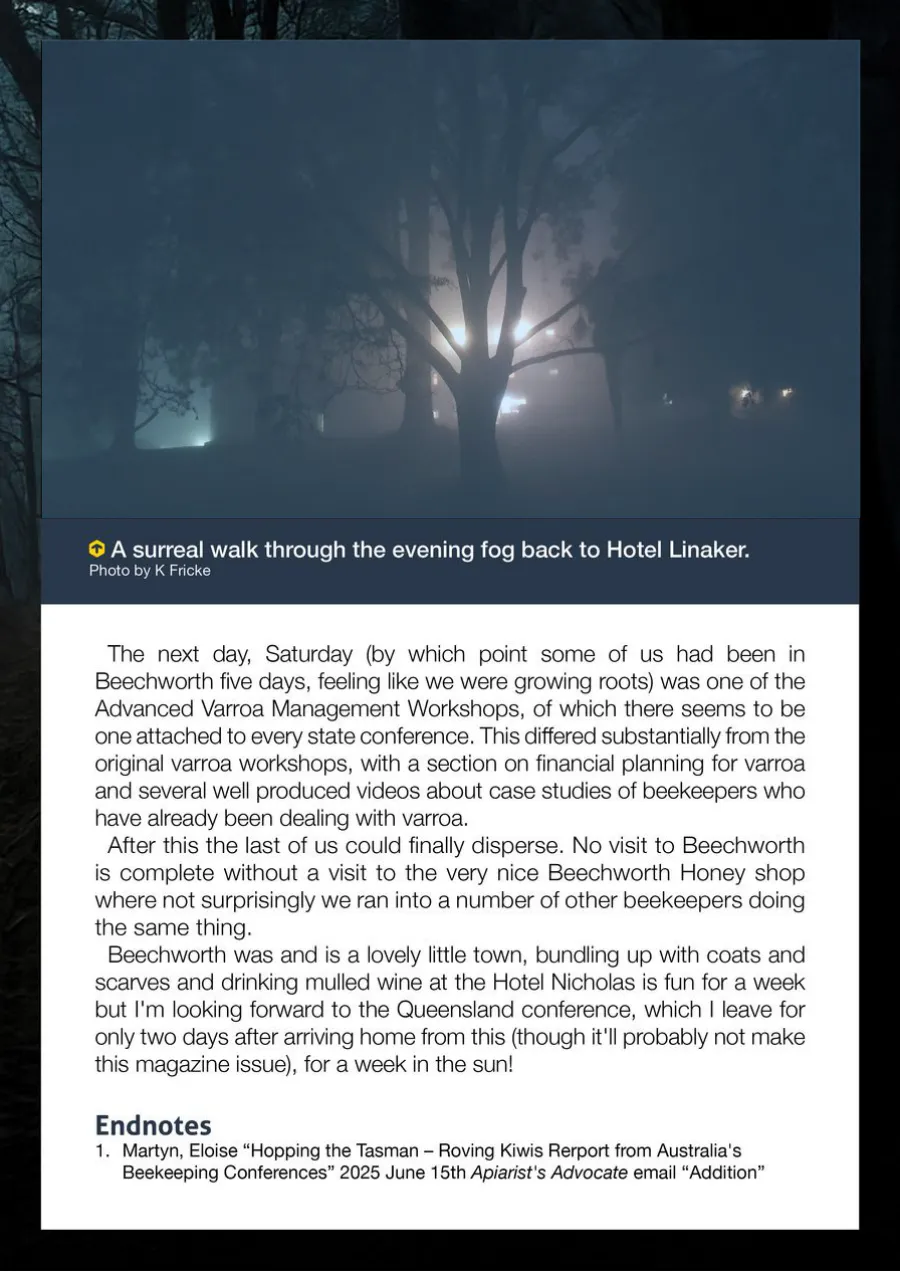 A surreal walk through the evening fog back to Hotel Linaker.
Photo by K Fricke
The next day, Saturday (by which point some of us had been in
Beechworth five days, feeling like we were growing roots) was one of the
Advanced Varroa Management Workshops, of which there seems to be
one attached to every state conference. This differed substantially from the
original varroa workshops, with a section on financial planning for varroa
and several well produced videos about case studies of beekeepers who
have already been dealing with varroa.
After this the last of us could finally disperse. No visit to Beechworth
is complete without a visit to the very nice Beechworth Honey shop
where not surprisingly we ran into a number of other beekeepers doing
the same thing.
Beechworth was and is a lovely little town, bundling up with coats and
scarves and drinking mulled wine at the Hotel Nicholas is fun for a week
but I'm looking forward to the Queensland conference, which I leave for
only two days after arriving home from this (though it'll probably not make
this magazine issue), for a week in the sun!
Endnotes
1. Martyn, Eloise “Hopping the Tasman – Roving Kiwis Rerport from Australia's
Beekeeping Conferences” 2025 June 15th Apiarist's Advocate email “Addition”